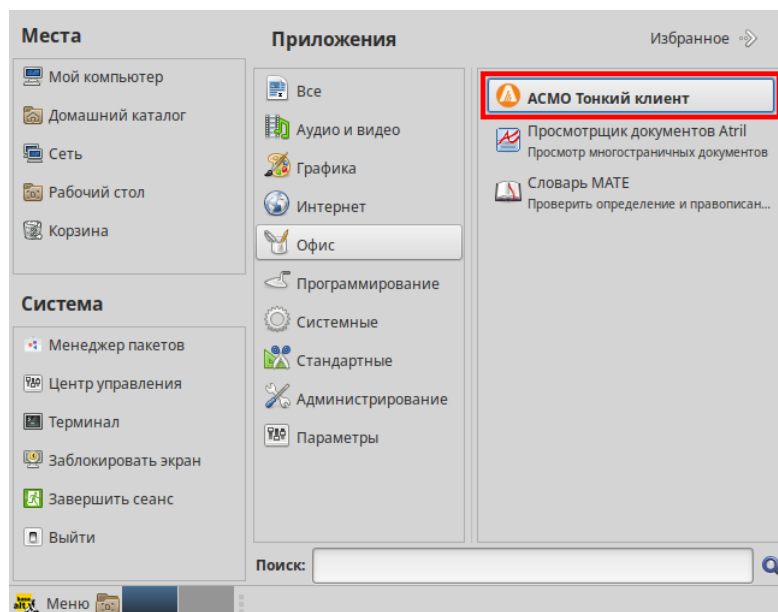 Места
Мой компьютер
Домашний каталог
Сеть
Рабочий стол
Корзина
Система
Менеджер пакетов
Центр управления
Терминал
Заблокировать экран
Завершить сеанс
Выйти
Приложения
Избранное
Все
Аудио и видео
Графика
Интернет
Офис
Программирование
Системные
Стандартные
Администрирование
Параметры
АСМО Тонкий клиент
Просмотрщик документов Atril
Просмотр многостраничных документов
Словарь MATE
Проверить определение и правописан...
Поиск:
Меню